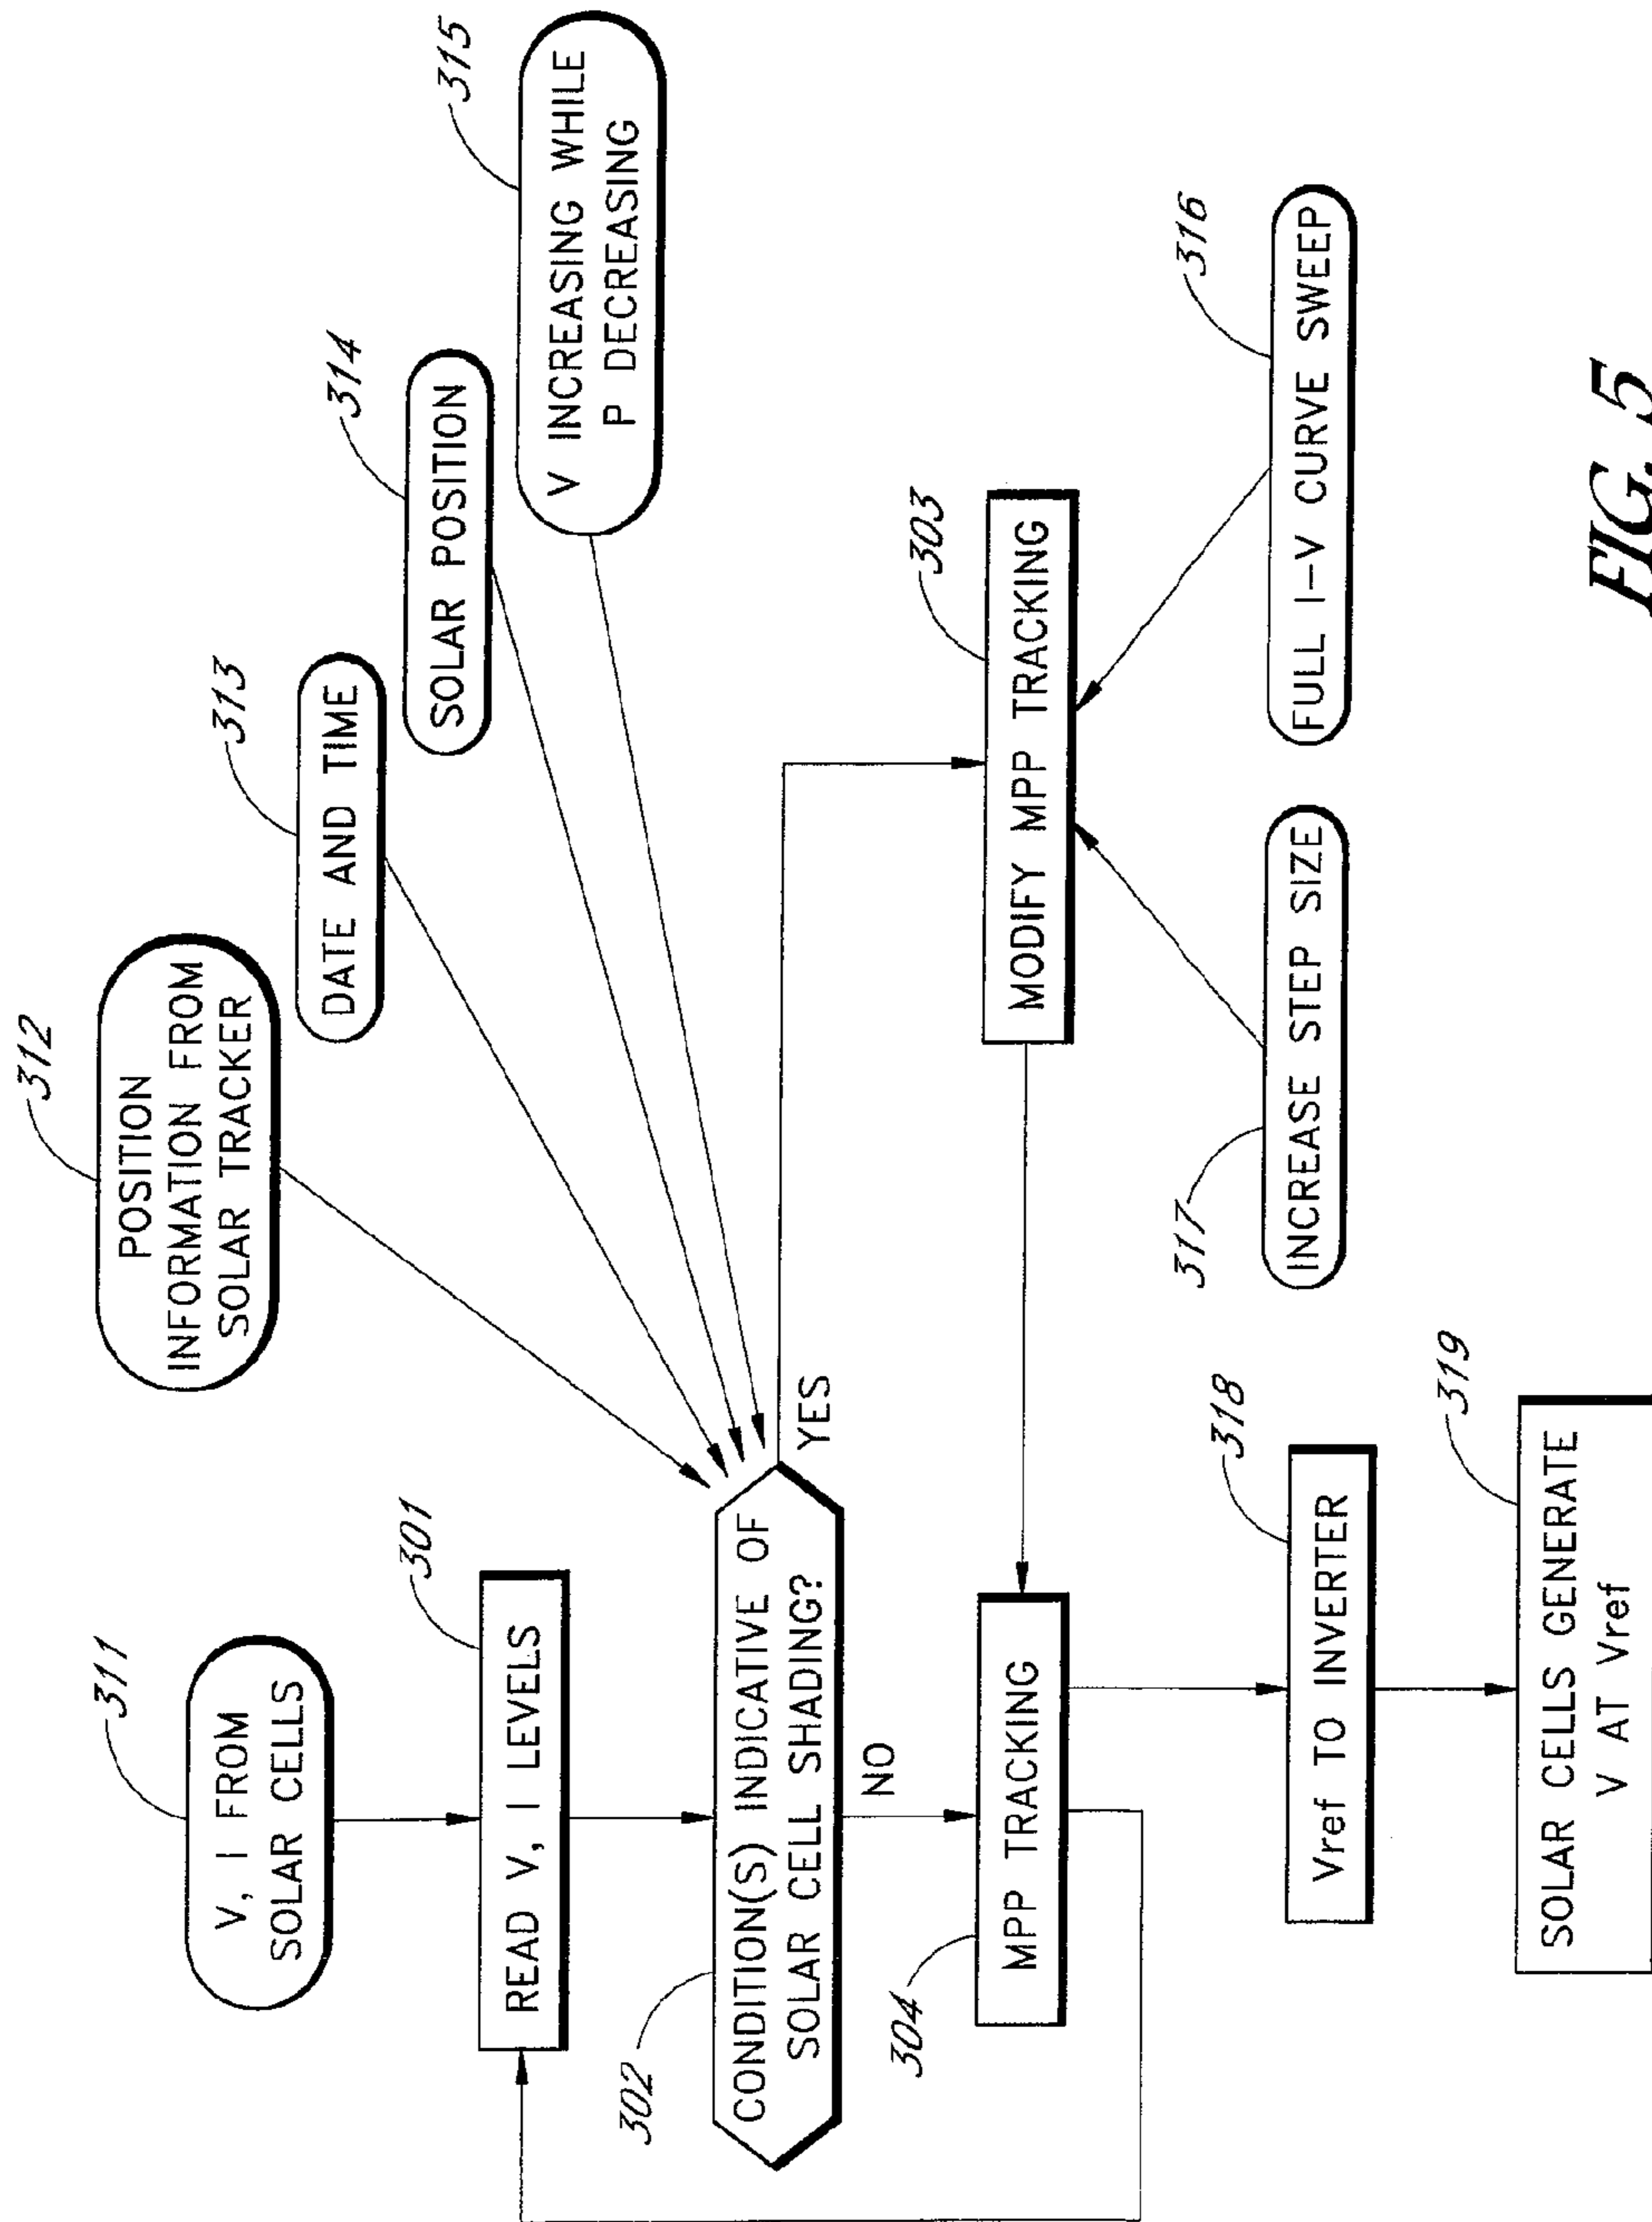 311
V, I FROM
SOLAR CELLS
312
POSITION
INFORMATION FROM
SOLAR TRACKER
313
DATE AND TIME
314
SOLAR POSITION
315
V INCREASING WHILE
P DECREASING
301
READ V, I LEVELS
302
CONDITION(S) INDICATIVE OF
SOLAR CELL SHADING?
YES
NO
303
MODIFY MPP TRACKING
304
MPP TRACKING
317
INCREASE STEP SIZE
316
FULL I-V CURVE SWEEP
318
Vref TO INVERTER
319
SOLAR CELLS GENERATE
V AT Vref
FIG. 5